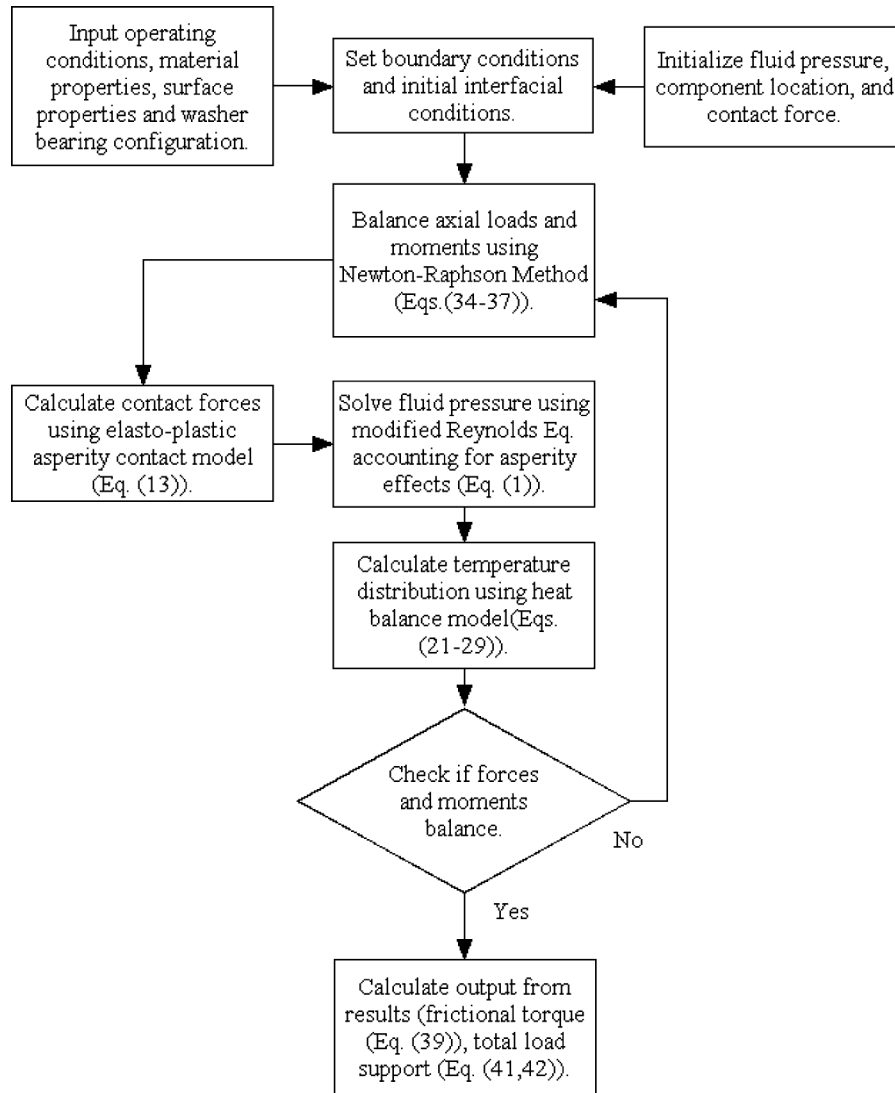 Input operating
conditions, material
properties, surface
properties and washer
bearing configuration.
Set boundary conditions
and initial interfacial
conditions.
Initialize fluid pressure,
component location, and
contact force.
Balance axial loads and
moments using
Newton-Raphson Method
(Eqs.(34-37)).
Calculate contact forces
using elasto-plastic
asperity contact model
(Eq. (13)).
Solve fluid pressure using
modified Reynolds Eq.
accounting for asperity
effects (Eq. (1)).
Calculate temperature
distribution using heat
balance model(Eqs.
(21-29)).
Check if forces
and moments
balance.
No
Yes
Calculate output from
results (frictional torque
(Eq. (39)), total load
support (Eq. (41,42)).